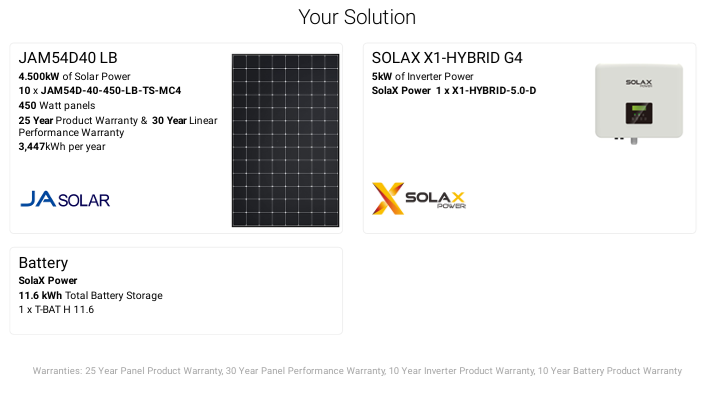 Your Solution
JAM54D40 LB
4.500kW of Solar Power
10 x JAM54D-40-450-LB-TS-MC4
450 Watt panels
25 Year Product Warranty & 30 Year Linear
Performance Warranty
3,447kWh per year
JA SOLAR
SOLAX X1-HYBRID G4
5kW of Inverter Power
SolaX Power 1 x X1-HYBRID-5.0-D
SOLAX
POWER
SOLAX
POWER
Battery
SolaX Power
11.6 kWh Total Battery Storage
1 x T-BAT H 11.6
Warranties: 25 Year Panel Product Warranty, 30 Year Panel Performance Warranty, 10 Year Inverter Product Warranty, 10 Year Battery Product Warranty